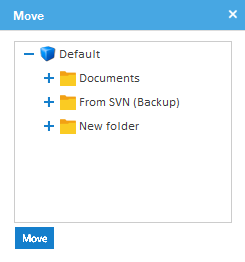 Move
Default
Documents
From SVN (Backup)
New folder
Move